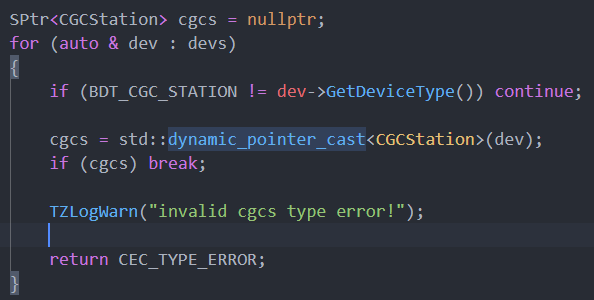 SPtr<CGCStation> cgcs = nullptr;
for (auto & dev : devs)
{
if (BDT_CGC_STATION != dev->GetDeviceType()) continue;
cgcs = std::dynamic_pointer_cast<CGCStation>(dev);
if (cgcs) break;
TZLogWarn("invalid cgcs type error!");
return CEC_TYPE_ERROR;
}